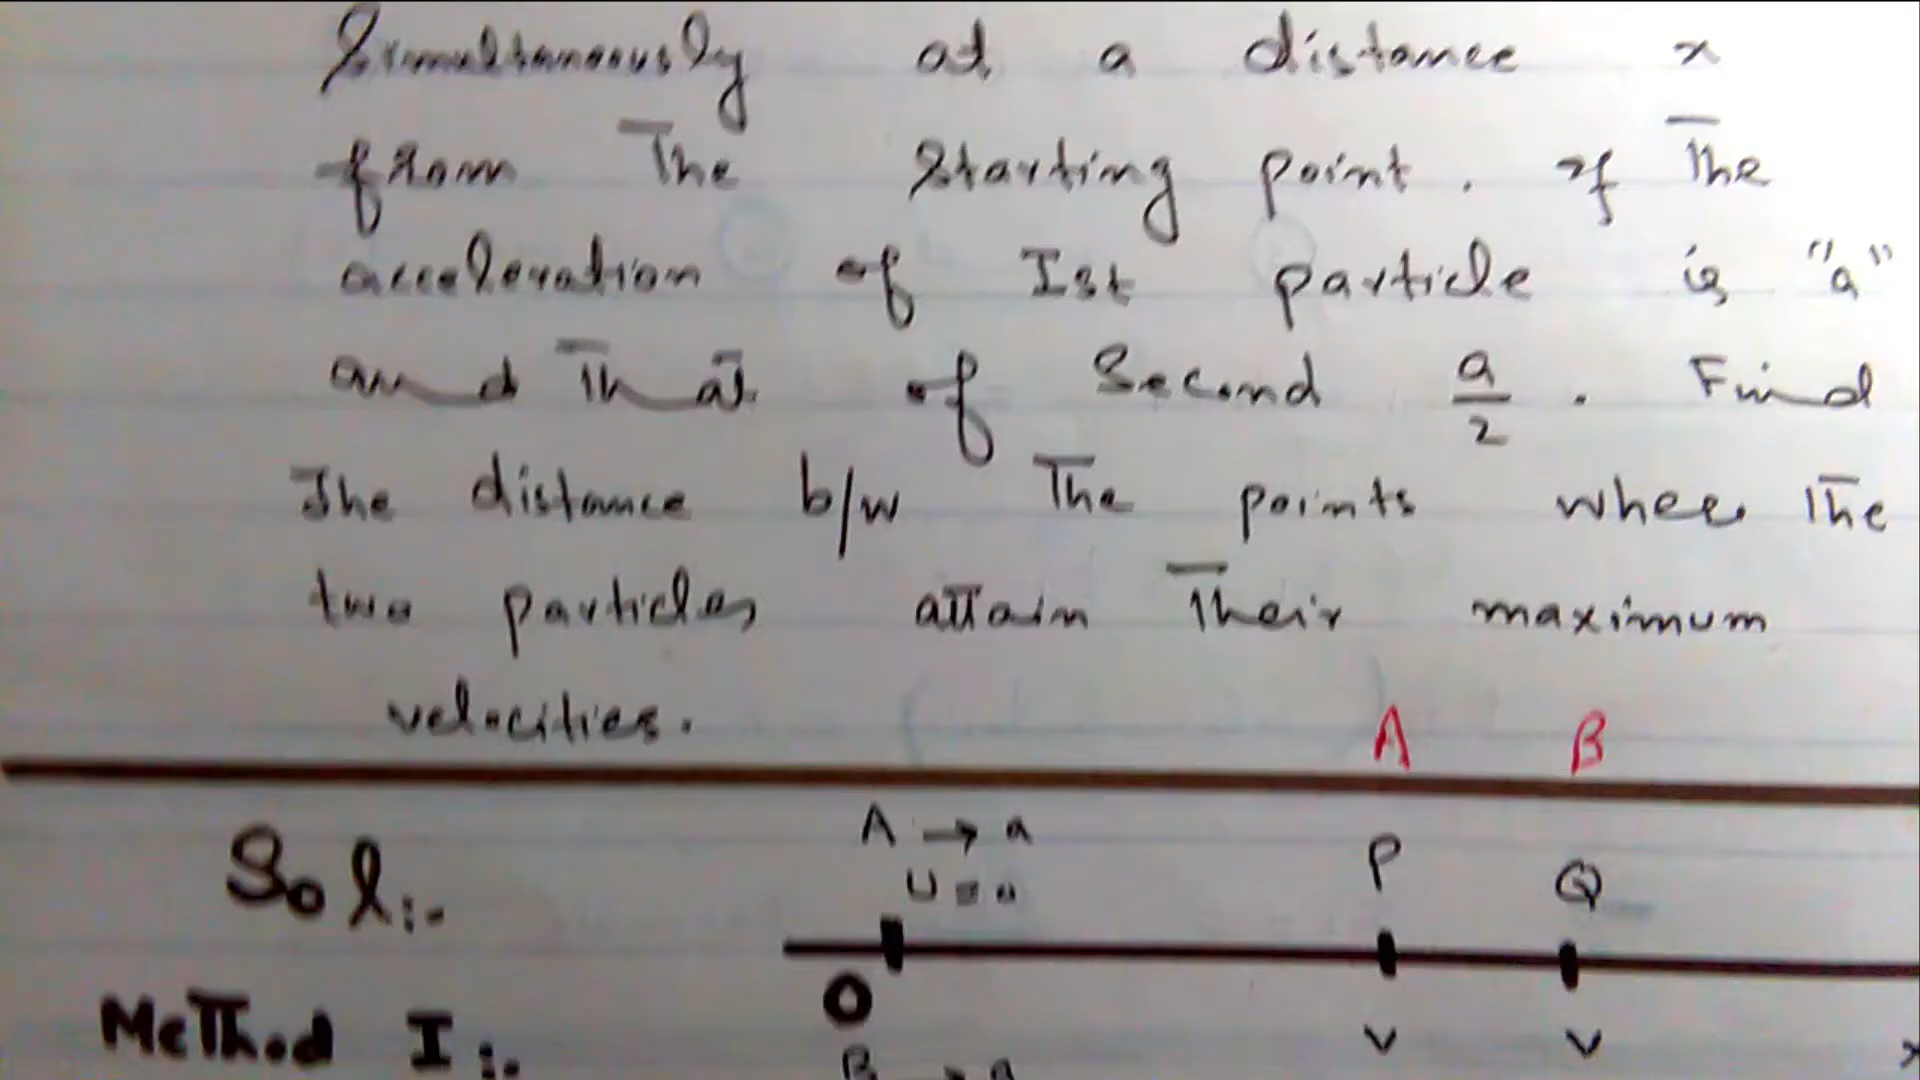 Simultaneously at a distance x
from The Starting point. If The
acceleration of Ist particle is "a"
and That of Second a/2. Find
The distance b/w The points where The
two particles attain Their maximum
velocities.
A B
Sol:-
A → a
U = 0
P Q
O
V V
Method I:-
B → a